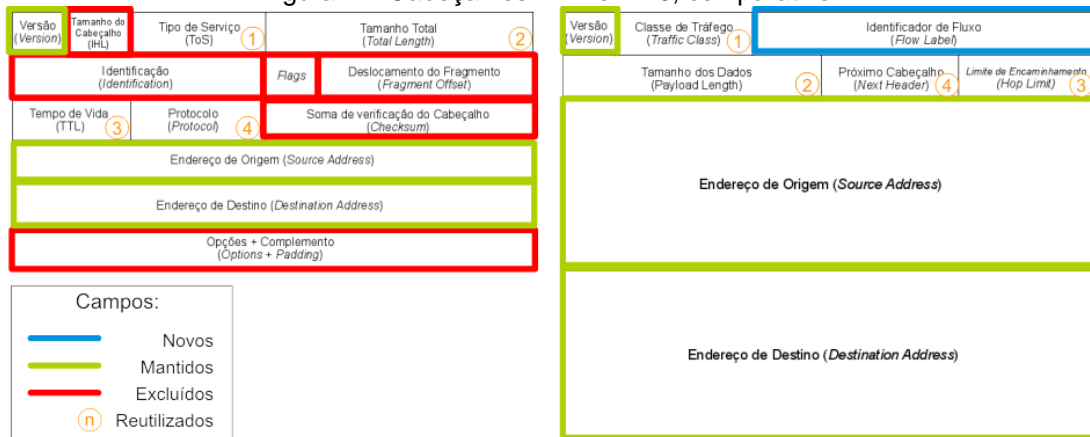 Versão
(Version)
Tamanho do
Cabeçalho
(IHL)
Tipo de Serviço
(ToS)
1
Tamanho Total
(Total Length)
2
Identificação
(Identification)
Flags
Deslocamento do Fragmento
(Fragment Offset)
Tempo de Vida
(TTL)
3
Protocolo
(Protocol)
4
Soma de verificação do Cabeçalho
(Checksum)
Endereço de Origem (Source Address)
Endereço de Destino (Destination Address)
Opções + Complemento
(Options + Padding)
Campos:
Novos
Mantidos
Excluídos
n Reutilizados
Versão
(Version)
Classe de Tráfego
(Traffic Class)
1
Identificador de Fluxo
(Flow Label)
Tamanho dos Dados
(Payload Length)
2
Próximo Cabeçalho
(Next Header)
4
Limite de Encaminhamento
(Hop Limit)
3
Endereço de Origem (Source Address)
Endereço de Destino (Destination Address)